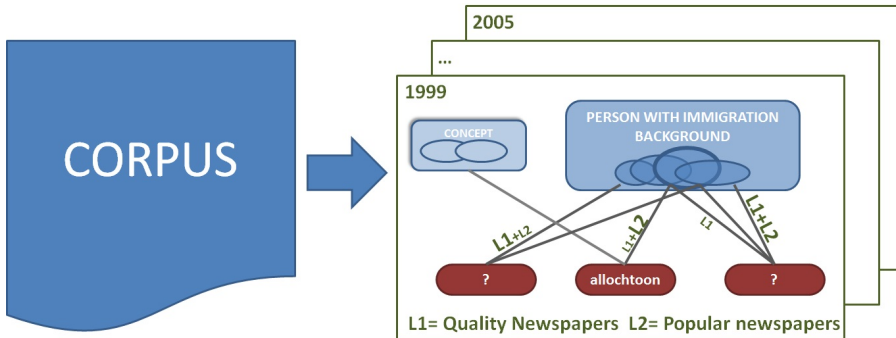 2005
...
1999
CORPUS
CONCEPT
PERSON WITH IMMIGRATION
BACKGROUND
L1+L2
L1+L2
L1
L1+L2
?
allochtoon
?
L1= Quality Newspapers L2= Popular newspapers